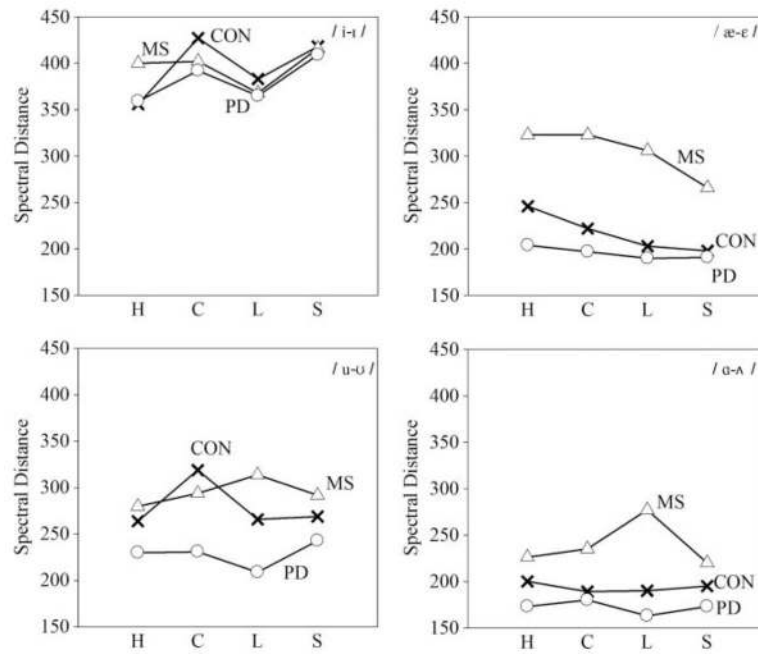 / i-ɪ /
450
400
350
300
250
200
150
Spectral Distance
MS
CON
PD
H C L S
/ æ-ɛ /
450
400
350
300
250
200
150
Spectral Distance
MS
CON
PD
H C L S
/ u-ʊ /
450
400
350
300
250
200
150
Spectral Distance
CON
MS
PD
H C L S
/ ɑ-ʌ /
450
400
350
300
250
200
150
Spectral Distance
MS
CON
PD
H C L S